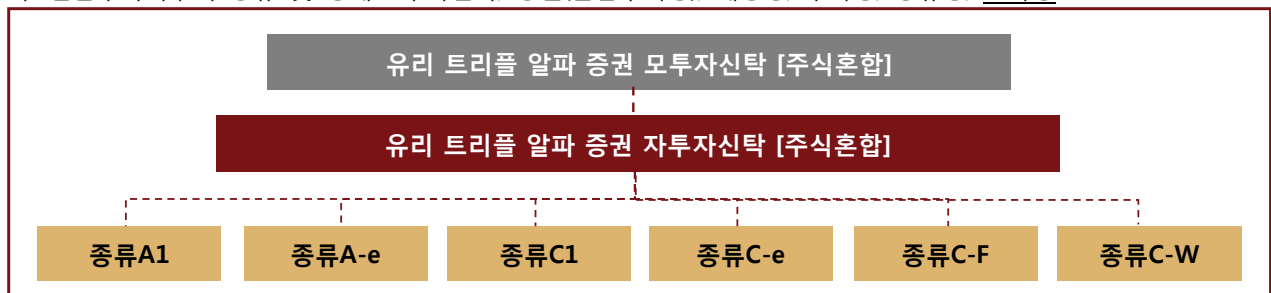 유리 트리플 알파 증권 모투자신탁 [주식혼합]
유리 트리플 알파 증권 자투자신탁 [주식혼합]
종류A1 종류A-e 종류C1 종류C-e 종류C-F 종류C-W